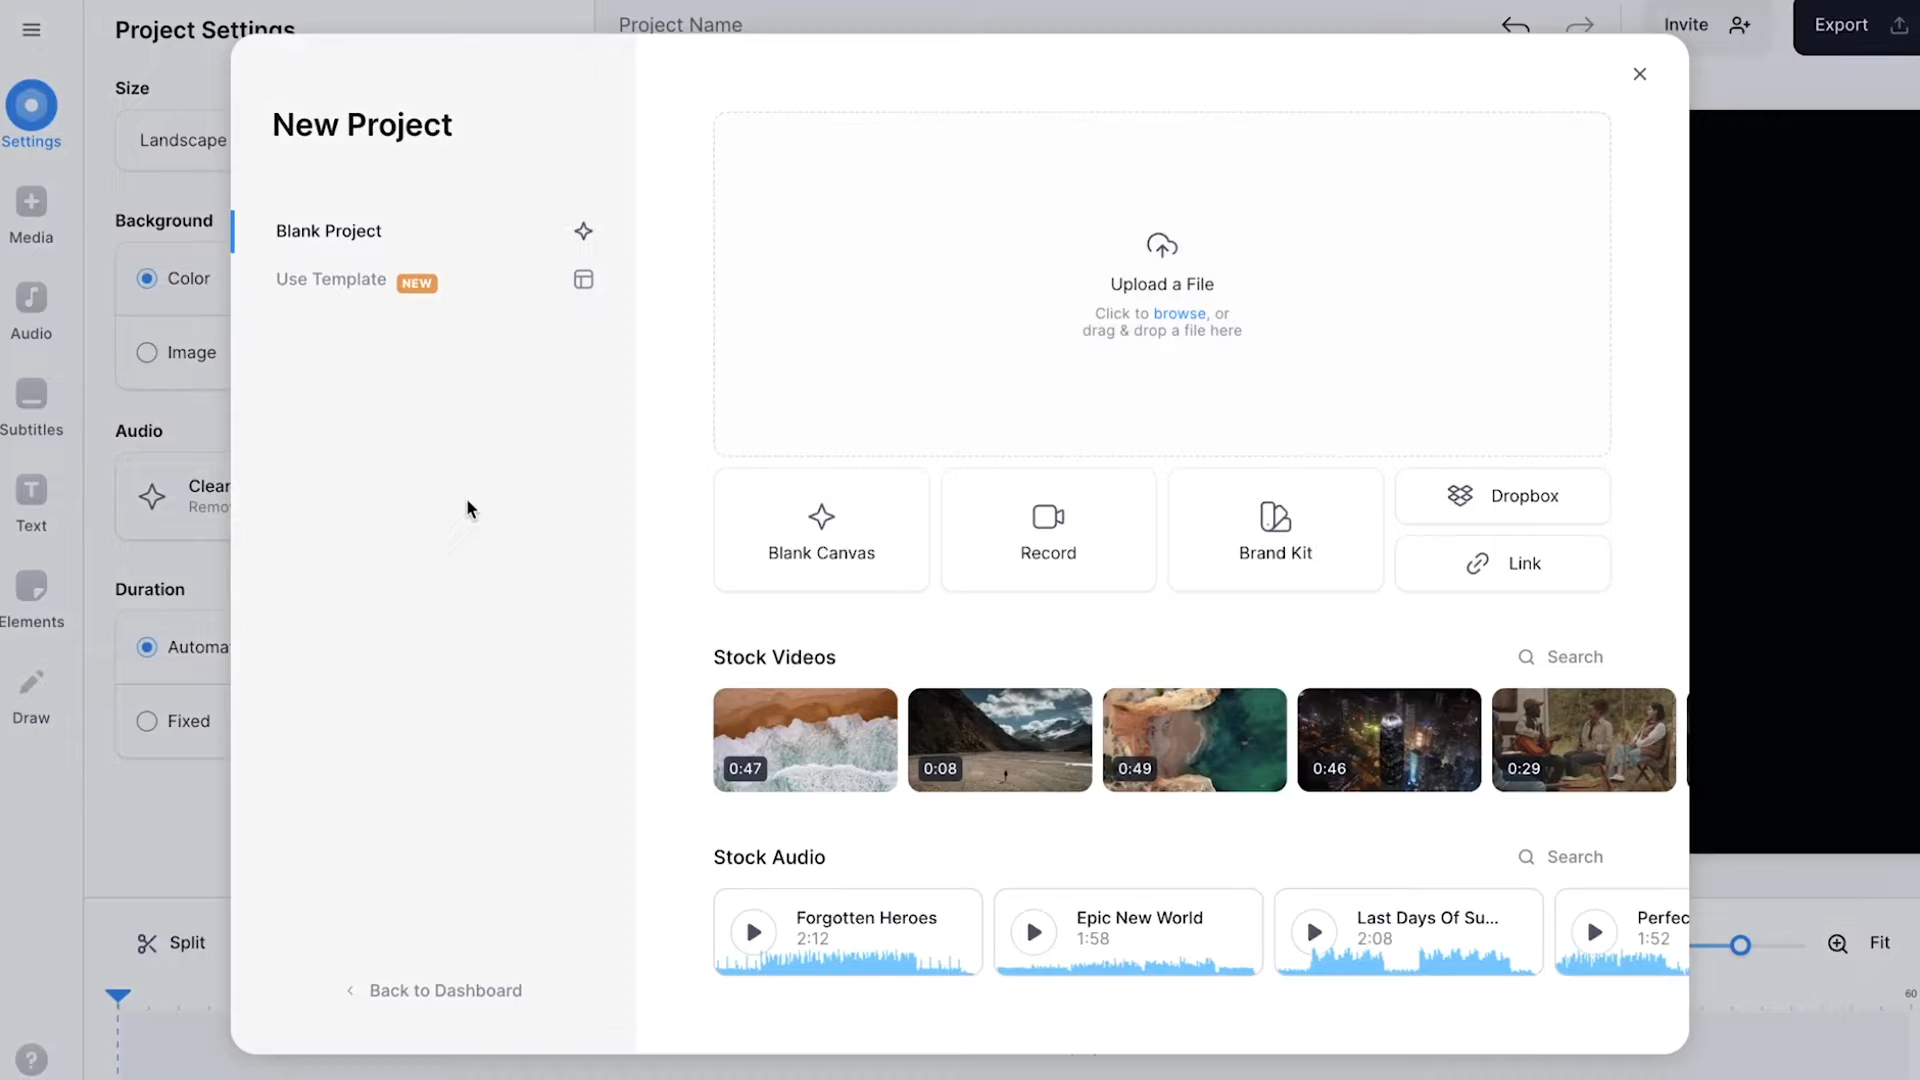 Project Settings
Project Name
Invite
Export
Settings
Media
Audio
Subtitles
Text
Elements
Draw
Size
Landscape
Background
Color
Image
Audio
Clear
Remo
Duration
Automa
Fixed
Split
New Project
Blank Project
Use Template NEW
Back to Dashboard
Upload a File
Click to browse, or
drag & drop a file here
Blank Canvas
Record
Brand Kit
Dropbox
Link
Stock Videos
Search
0:47
0:08
0:49
0:46
0:29
Stock Audio
Search
Forgotten Heroes
2:12
Epic New World
1:58
Last Days Of Su...
2:08
Perfec
1:52
Fit
60
?